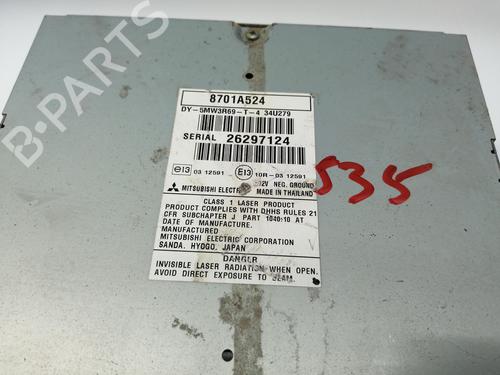 8701A524
DY-5MW3R69-T-4 34U279
SERIAL 26297124
e13 03 12591 E13 10R-03 12591
NEG. GROUND
MITSUBISHI ELECTRIC MADE IN THAILAND
CLASS 1 LASER PRODUCT
PRODUCT COMPLIES WITH DHHS RULES 21
CFR SUBCHAPTER J PART 1040:10 AT
DATE OF MANUFACTURE.
MANUFACTURED
MITSUBISHI ELECTRIC CORPORATION
SANDA, HYOGO, JAPAN
DANGER
INVISIBLE LASER RADIATION WHEN OPEN.
AVOID DIRECT EXPOSURE TO BEAM.
535
B-PARTS